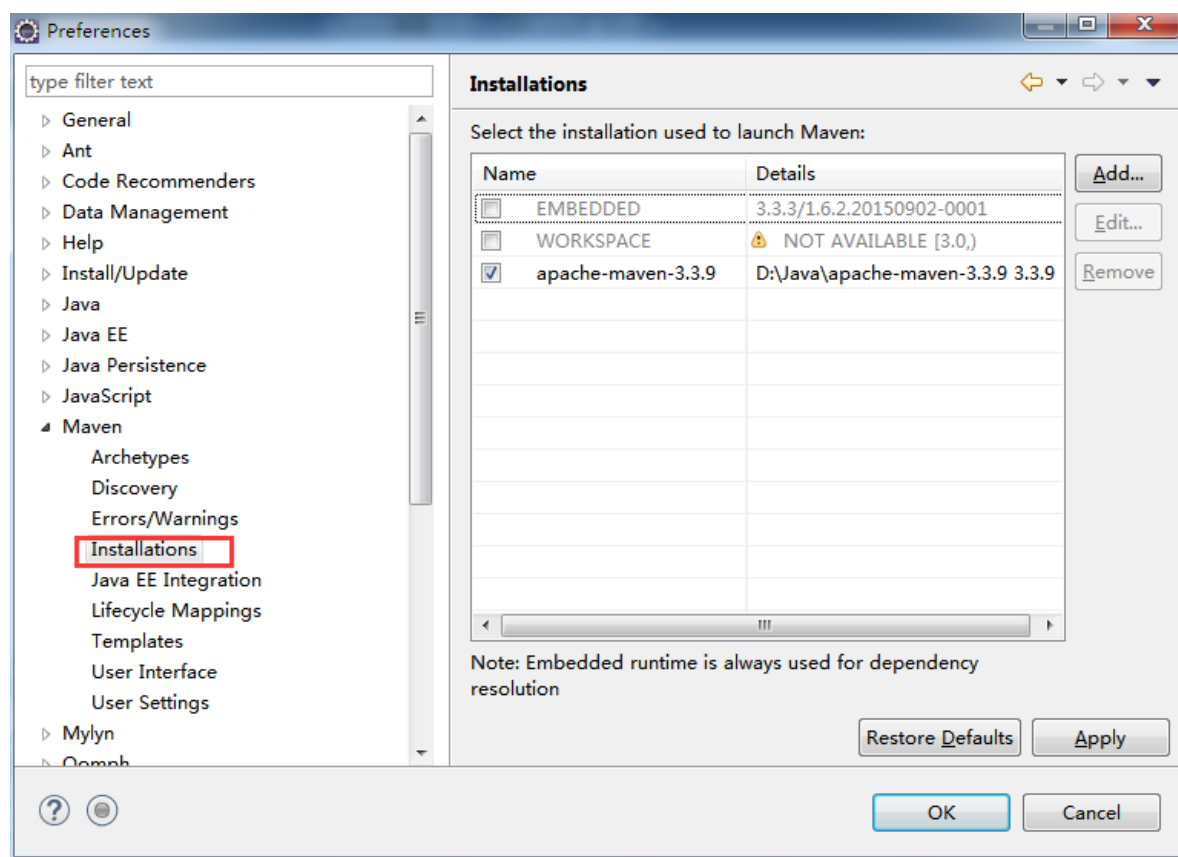 Preferences
type filter text
General
Ant
Code Recommenders
Data Management
Help
Install/Update
Java
Java EE
Java Persistence
JavaScript
Maven
Archetypes
Discovery
Errors/Warnings
Installations
Java EE Integration
Lifecycle Mappings
Templates
User Interface
User Settings
Mylyn
Oomph
Installations
Select the installation used to launch Maven:
Name Details
EMBEDDED 3.3.3/1.6.2.20150902-0001
WORKSPACE NOT AVAILABLE [3.0,)
apache-maven-3.3.9 D:\Java\apache-maven-3.3.9 3.3.9
Add...
Edit...
Remove
Note: Embedded runtime is always used for dependency
resolution
Restore Defaults Apply
OK Cancel